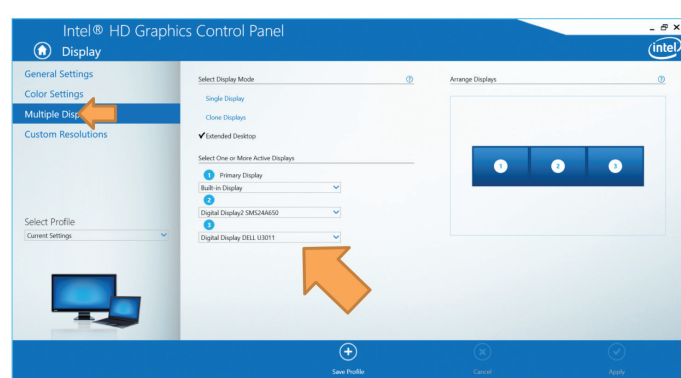 Intel® HD Graphics Control Panel
Display
intel
General Settings
Color Settings
Multiple Disp
Custom Resolutions
Select Profile
Current Settings
Select Display Mode
Single Display
Clone Displays
✔Extended Desktop
Select One or More Active Displays
1 Primary Display
Built-in Display
2
Digital Display2 SMS24A650
3
Digital Display DELL U3011
Arrange Displays
1 2 3
Save Profile
Cancel
Apply